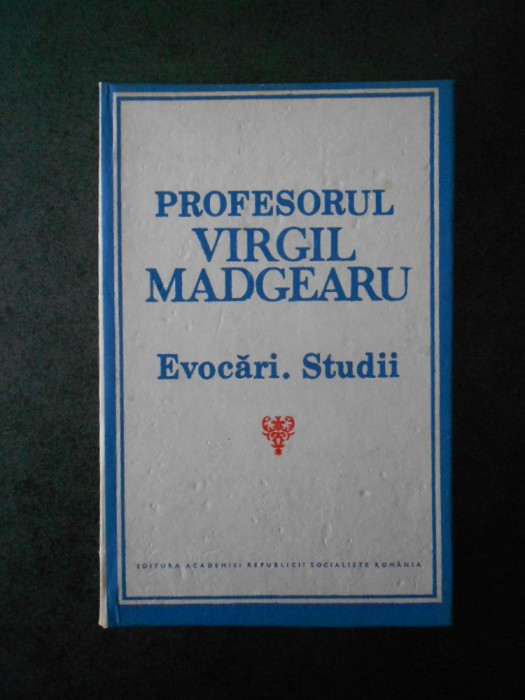 PROFESORUL
VIRGIL
MADGEARU
Evocări. Studii
EDITURA ACADEMIEI REPUBLICII SOCIALISTE ROMÂNIA